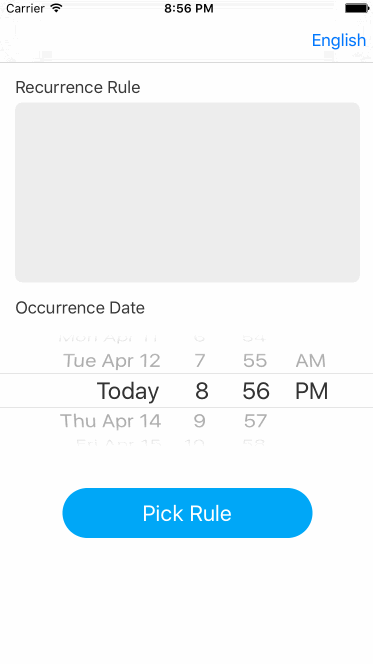 Carrier 8:56 PM
English
Recurrence Rule
Occurrence Date
Mon Apr 11 6 54
Tue Apr 12 7 55 AM
Today 8 56 PM
Thu Apr 14 9 57
Fri Apr 15 10 58
Pick Rule